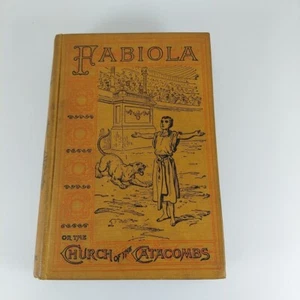 FABIOLA
OR THE
CHURCH OF THE CATACOMBS